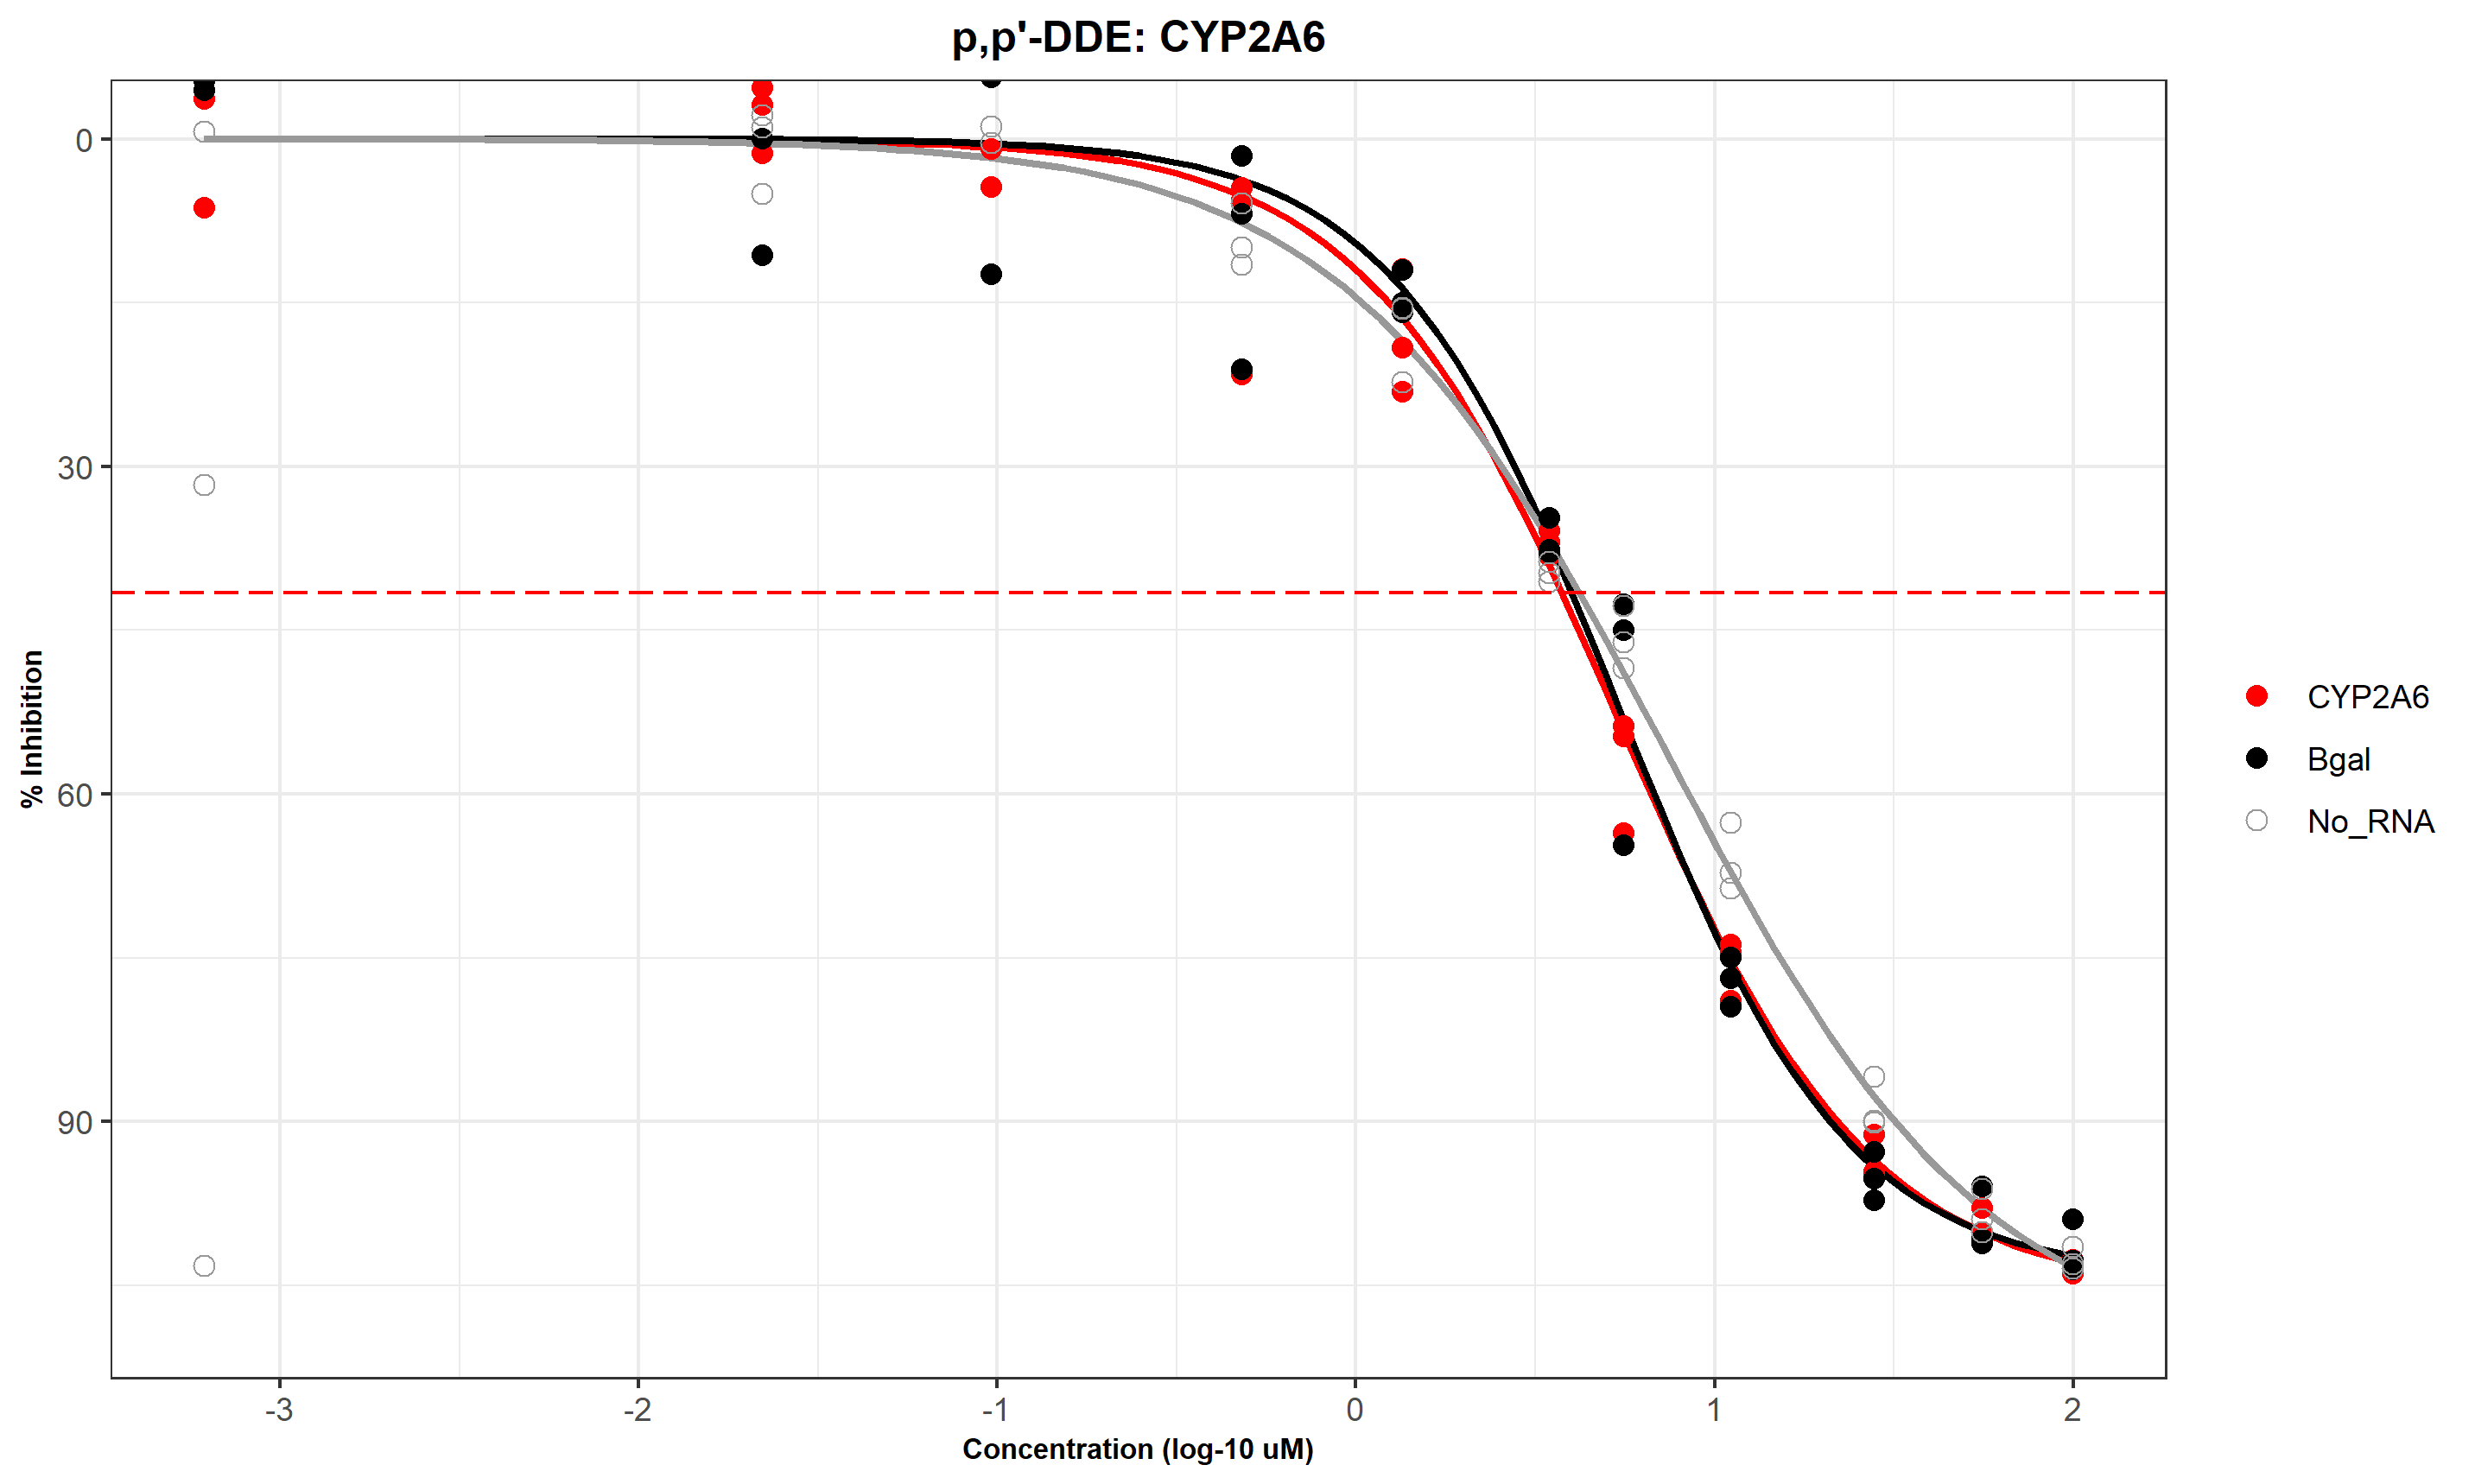 p,p'-DDE: CYP2A6
% Inhibition
0
30
60
90
-3
-2
-1
0
1
2
Concentration (log-10 uM)
CYP2A6
Bgal
No_RNA